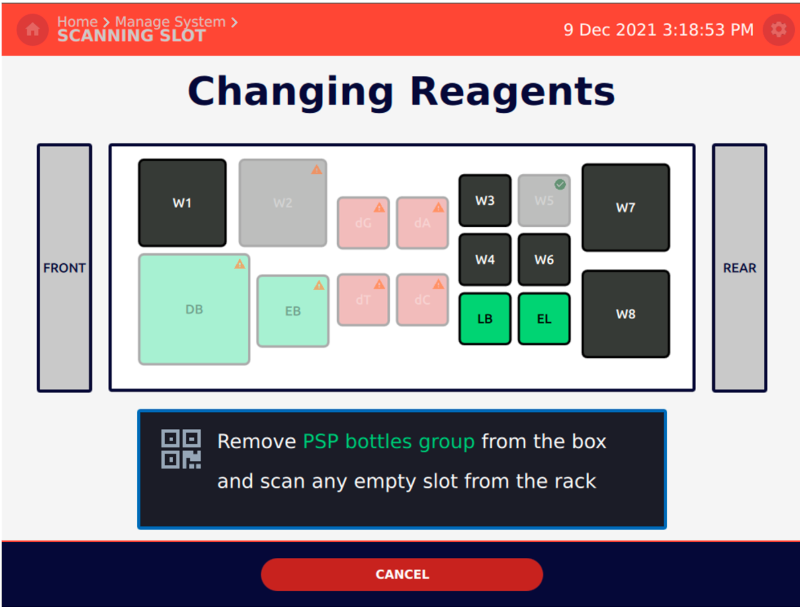 Home > Manage System >
SCANNING SLOT
9 Dec 2021 3:18:53 PM
Changing Reagents
FRONT
W1
W2
dG
dA
W3
W5
W7
DB
EB
dT
dC
W4
W6
LB
EL
W8
REAR
Remove PSP bottles group from the box
and scan any empty slot from the rack
CANCEL